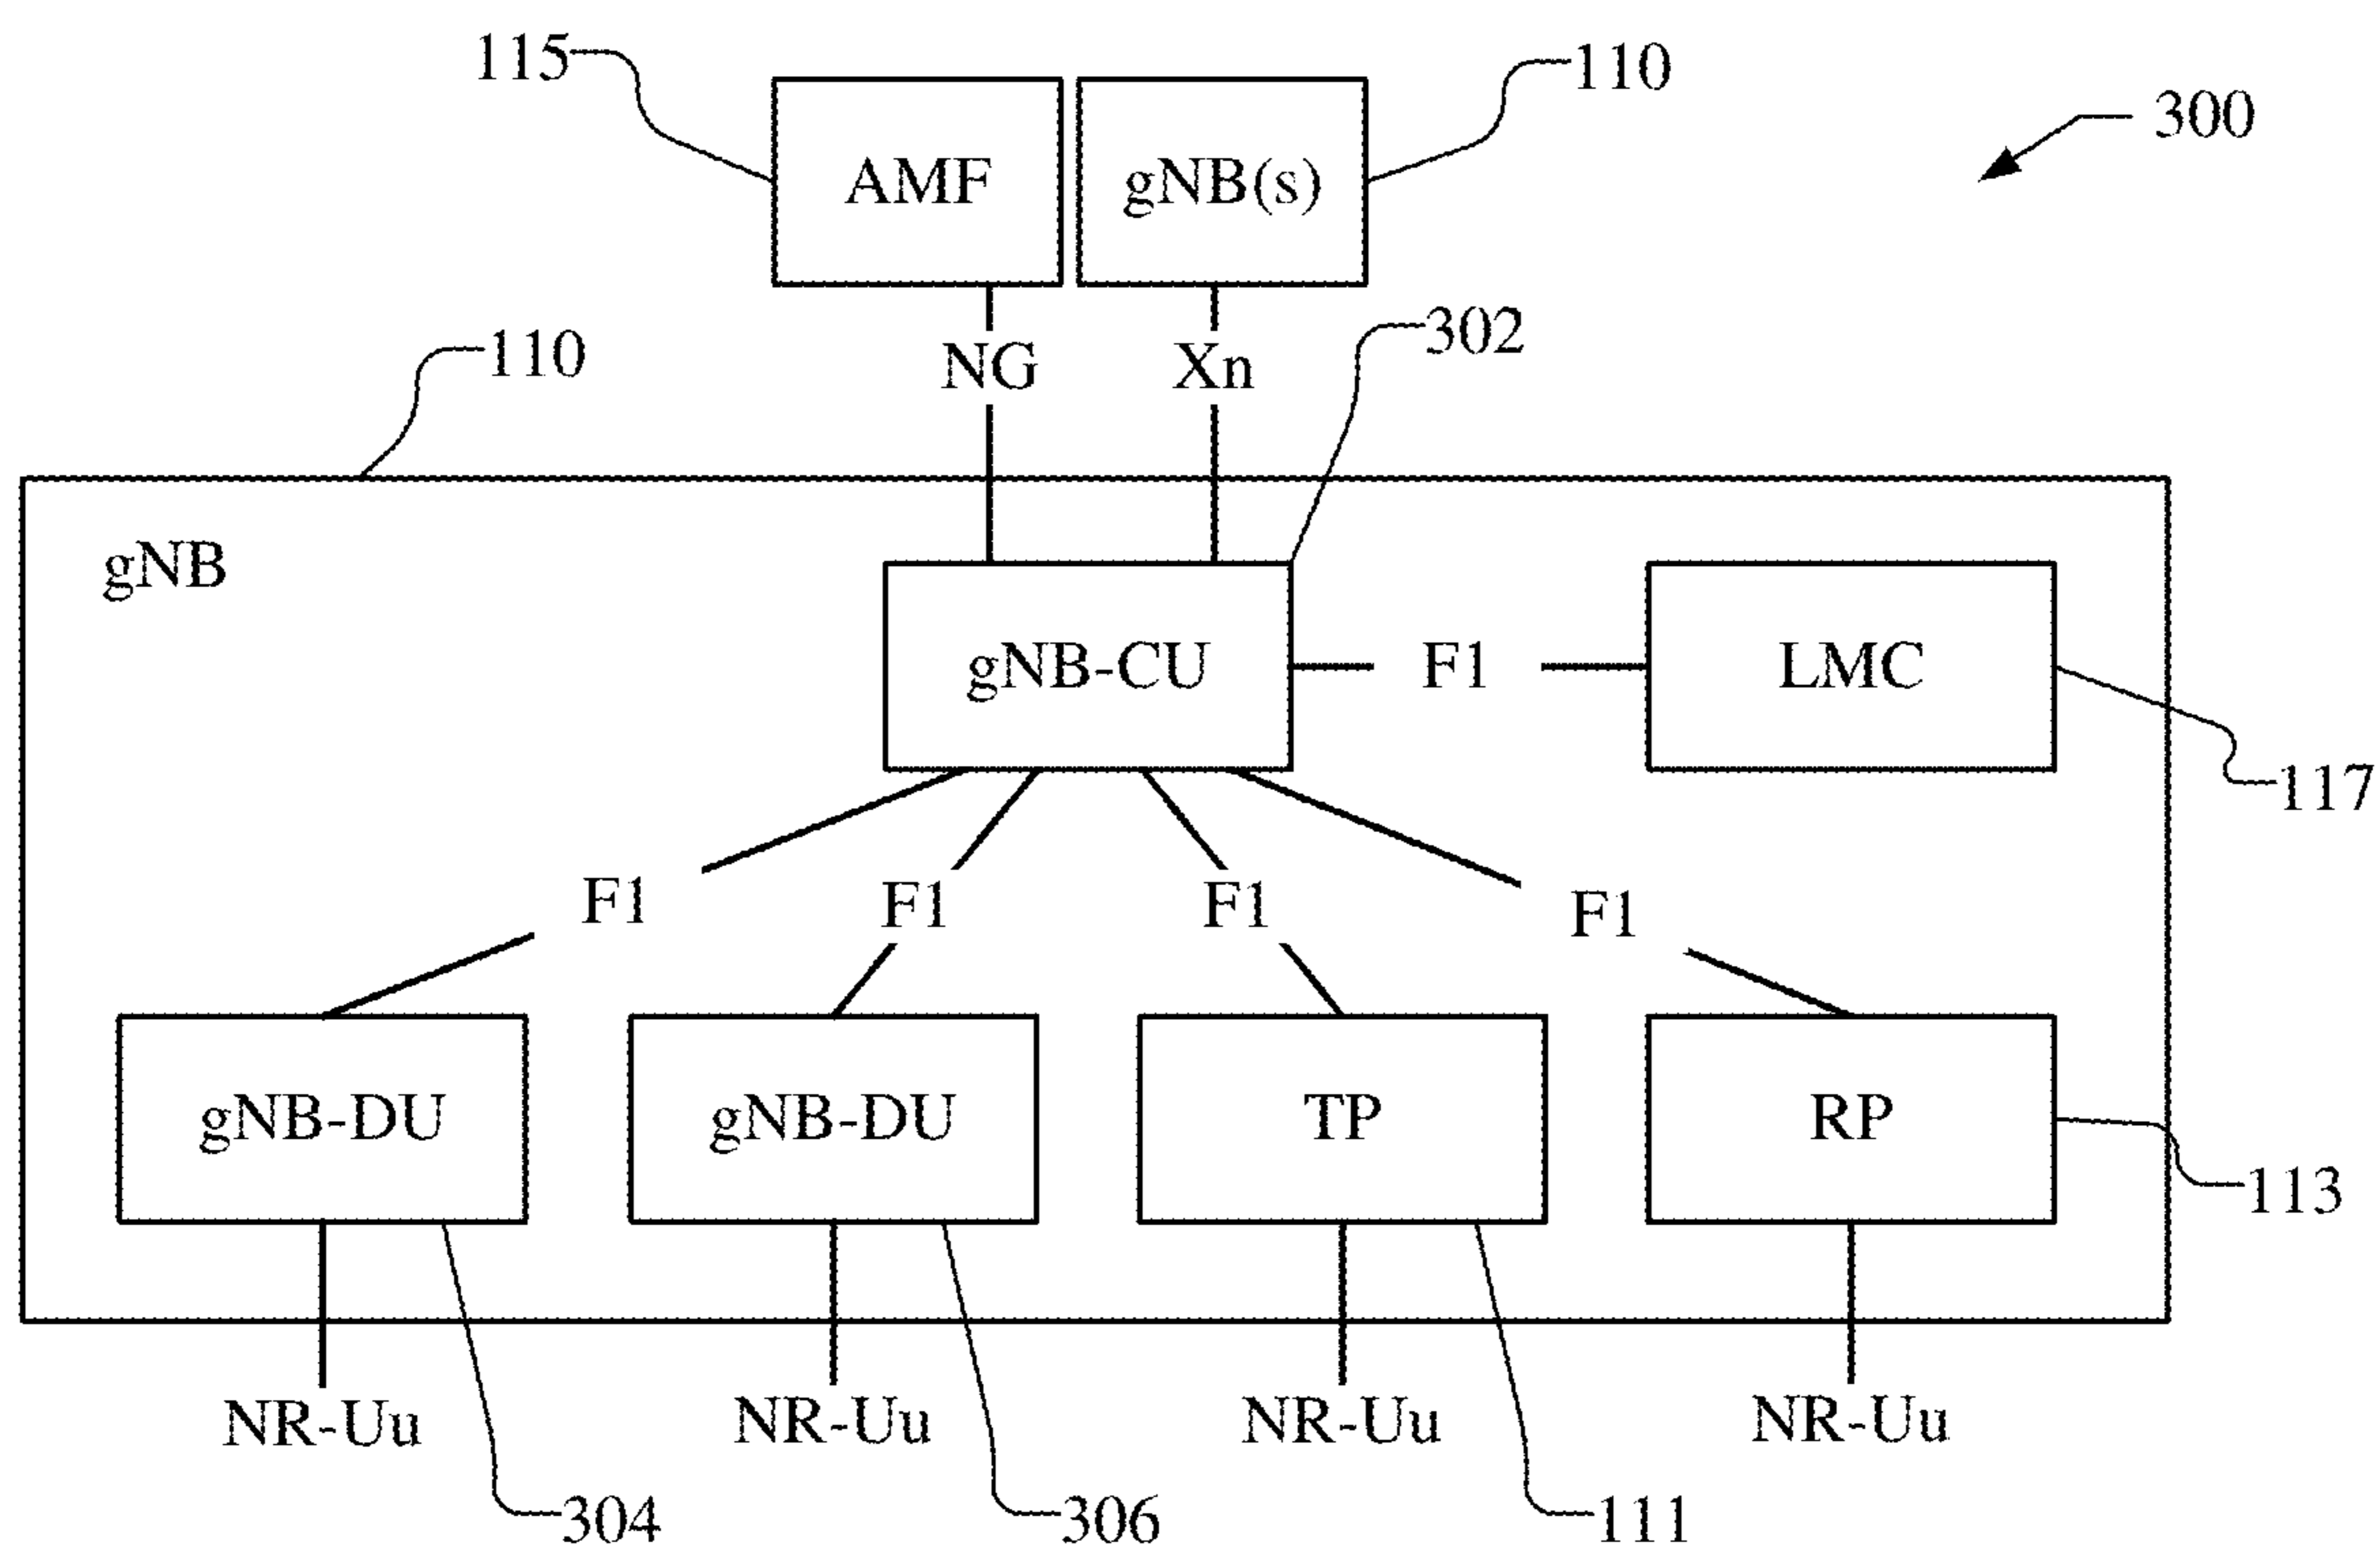 115
110
300
AMF
gNB(s)
302
110
NG
Xn
gNB
gNB-CU
F1
LMC
117
F1
F1
F1
F1
gNB-DU
gNB-DU
TP
RP
113
NR-Uu
NR-Uu
NR-Uu
NR-Uu
304
306
111